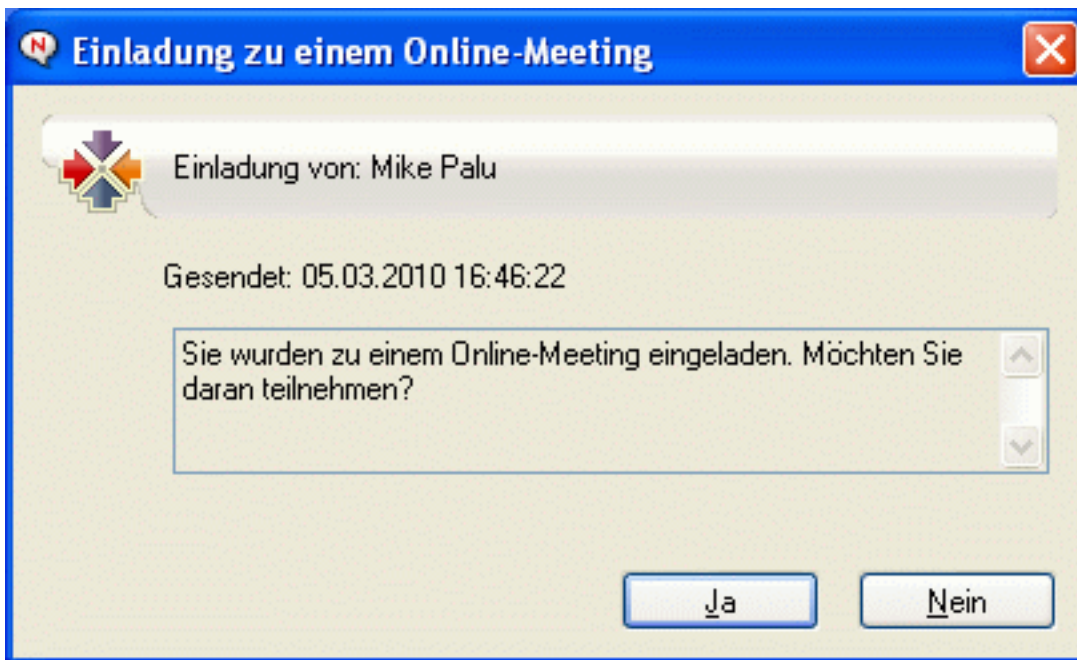 N
Einladung zu einem Online-Meeting
Einladung von: Mike Palu
Gesendet: 05.03.2010 16:46:22
Sie wurden zu einem Online-Meeting eingeladen. Möchten Sie
daran teilnehmen?
Ja
Nein